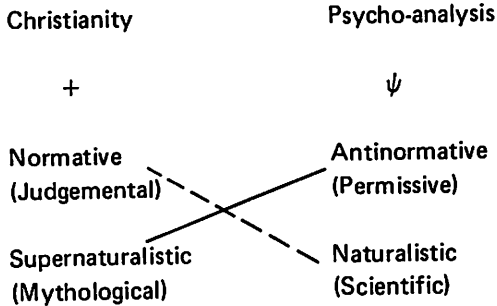 Christianity
Psycho-analysis
+
ψ
Normative
(Judgemental)
Antinormative
(Permissive)
Supernaturalistic
(Mythological)
Naturalistic
(Scientific)